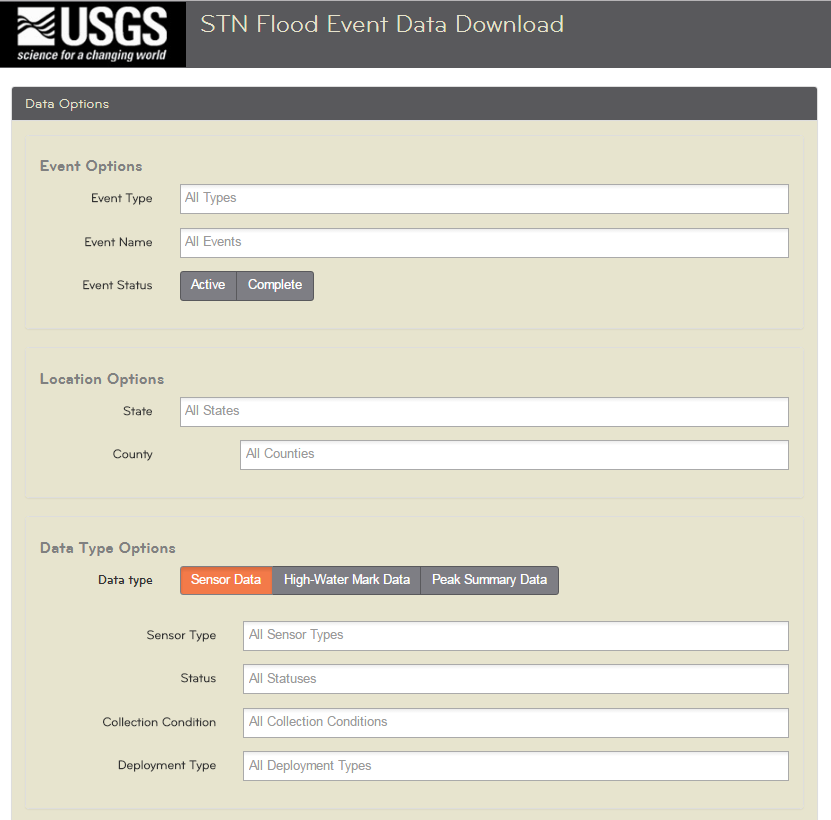 USGS
science for a changing world
STN Flood Event Data Download
Data Options
Event Options
Event Type All Types
Event Name All Events
Event Status Active Complete
Location Options
State All States
County All Counties
Data Type Options
Data type Sensor Data High-Water Mark Data Peak Summary Data
Sensor Type All Sensor Types
Status All Statuses
Collection Condition All Collection Conditions
Deployment Type All Deployment Types